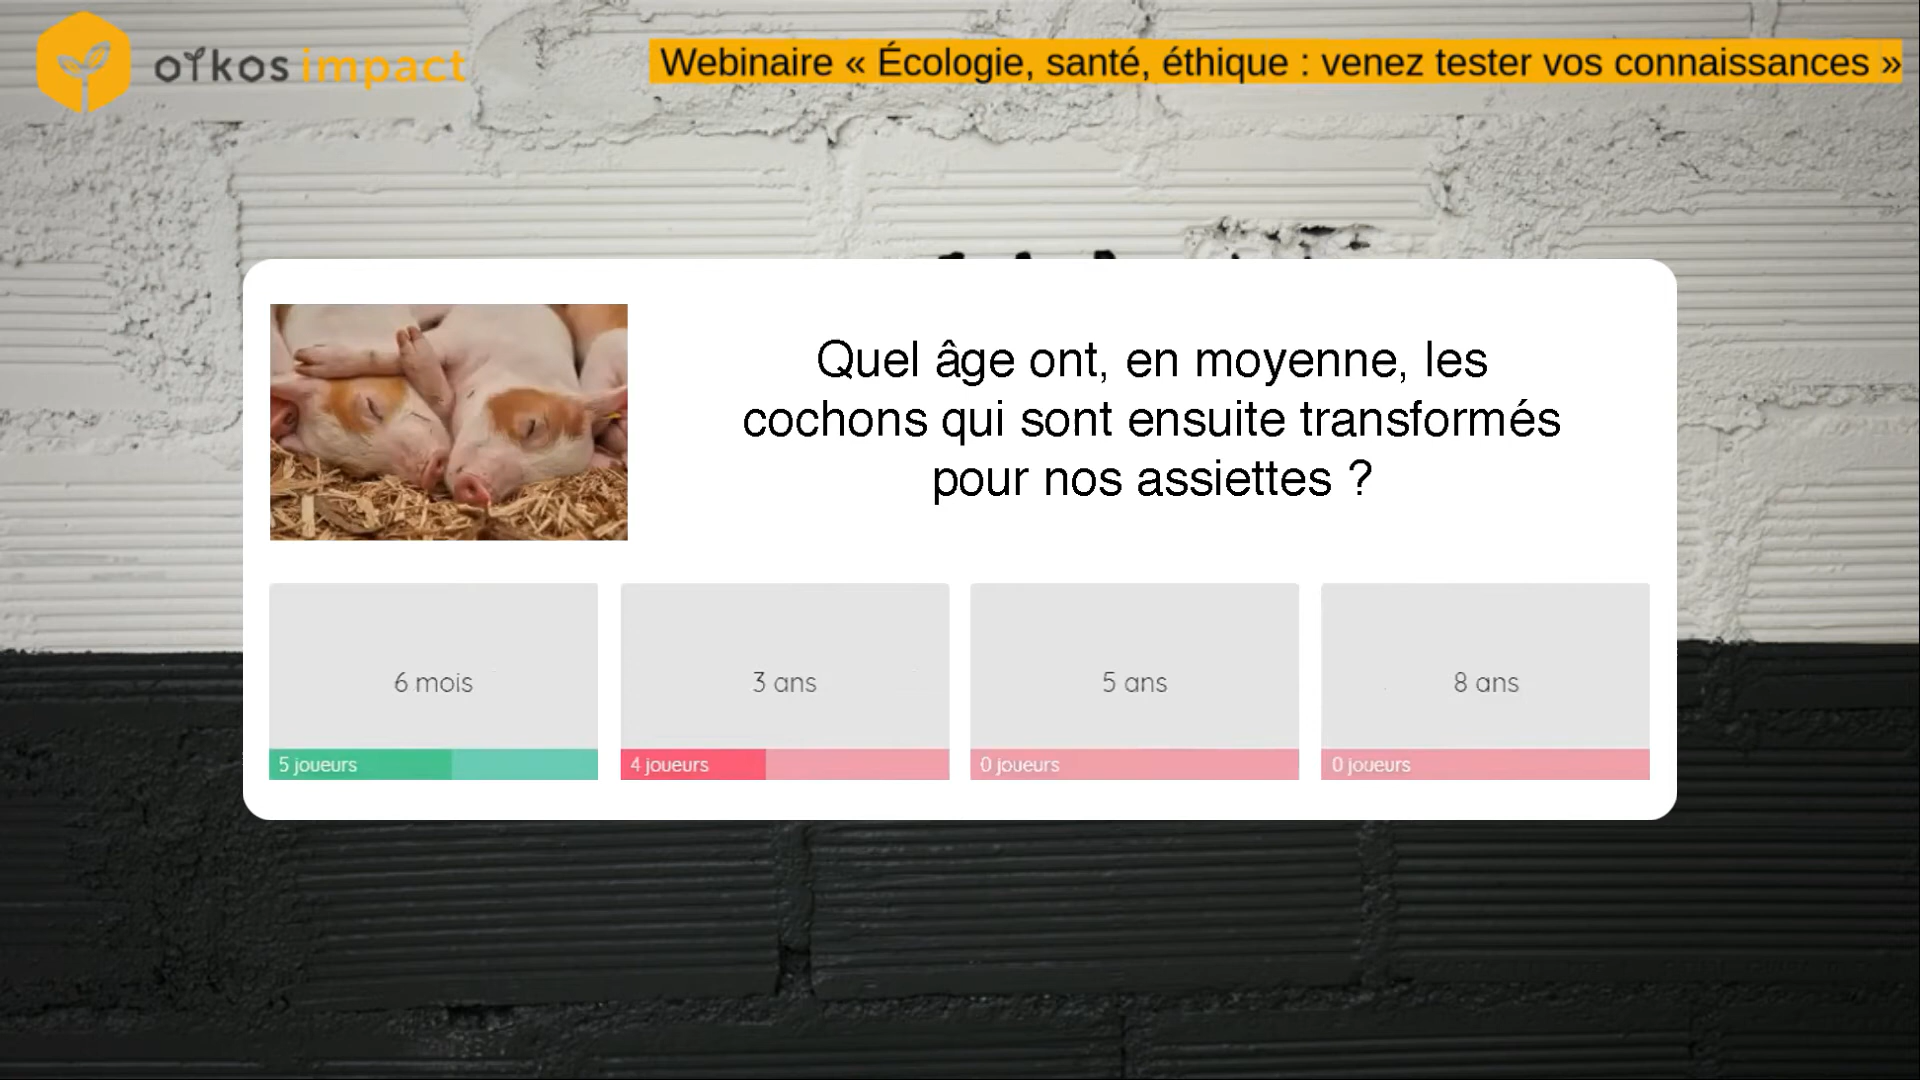 oikos impact
Webinaire « Écologie, santé, éthique : venez tester vos connaissances »
Quel âge ont, en moyenne, les
cochons qui sont ensuite transformés
pour nos assiettes ?
6 mois
3 ans
5 ans
8 ans
5 joueurs
4 joueurs
0 joueurs
0 joueurs